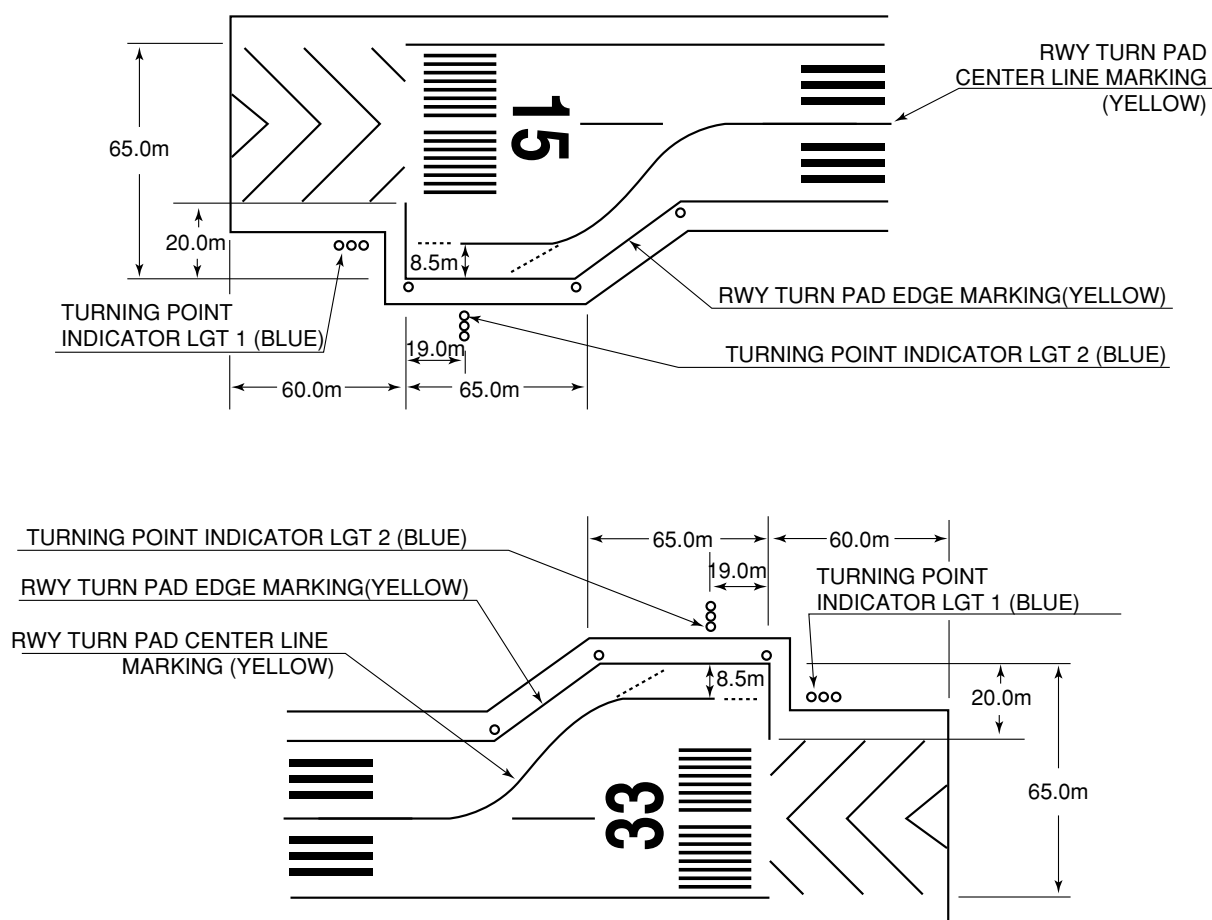 RWY TURN PAD
CENTER LINE MARKING
(YELLOW)
15
65.0m
20.0m
8.5m
RWY TURN PAD EDGE MARKING(YELLOW)
TURNING POINT
INDICATOR LGT 1 (BLUE)
19.0m
TURNING POINT INDICATOR LGT 2 (BLUE)
60.0m
65.0m
TURNING POINT INDICATOR LGT 2 (BLUE)
65.0m
60.0m
19.0m
RWY TURN PAD EDGE MARKING(YELLOW)
TURNING POINT
INDICATOR LGT 1 (BLUE)
RWY TURN PAD CENTER LINE
MARKING (YELLOW)
8.5m
20.0m
65.0m
33